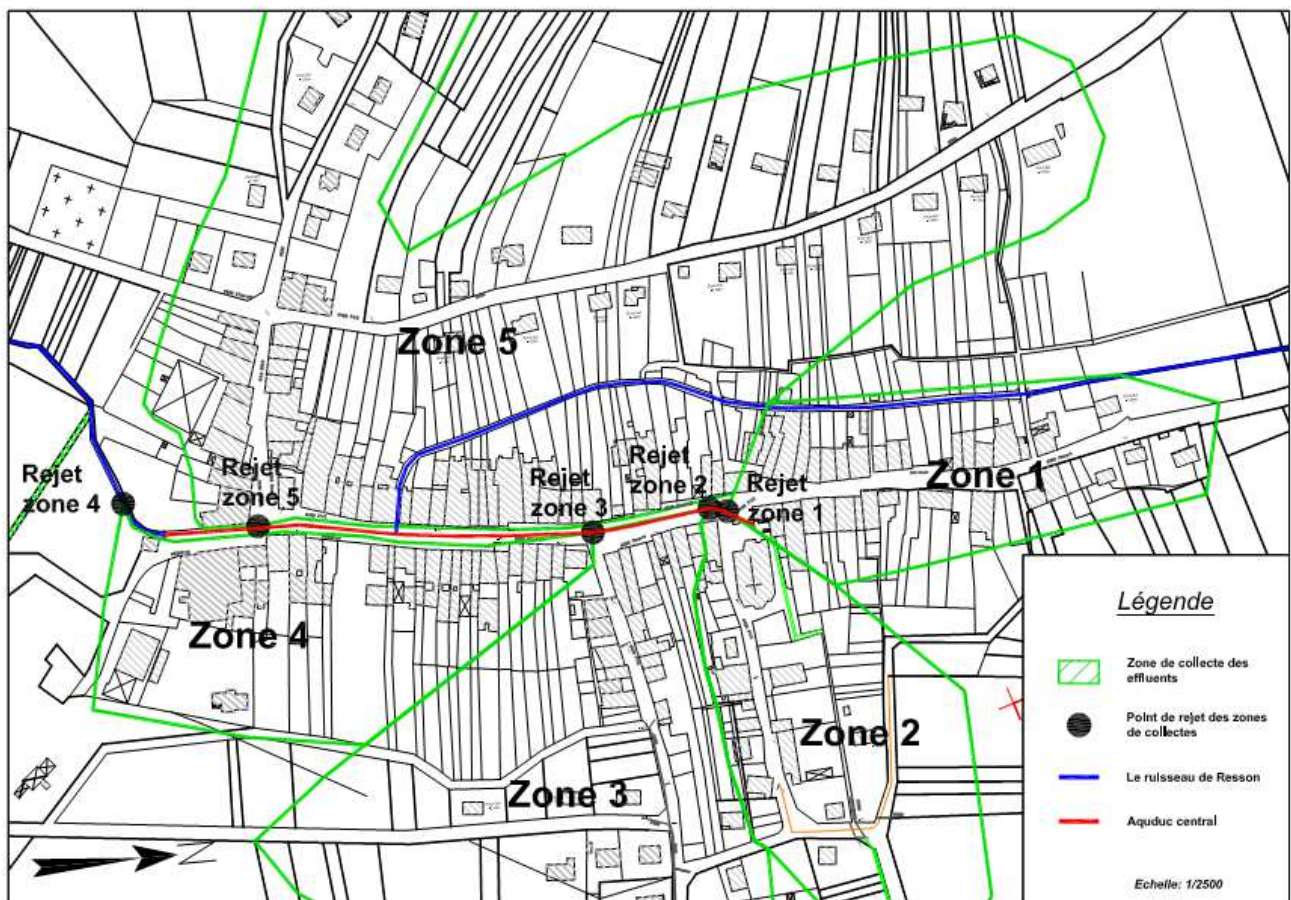 Zone 5
Rejet
zone 4
Rejet
zone 5
Rejet
zone 3
Rejet
zone 2
Rejet
zone 1
Zone 1
Zone 4
Zone 2
Zone 3
N
Légende
Zone de collecte des
effluents
Point de rejet des zones
de collectes
Le ruisseau de Resson
Aquduc central
Echelle: 1/2500